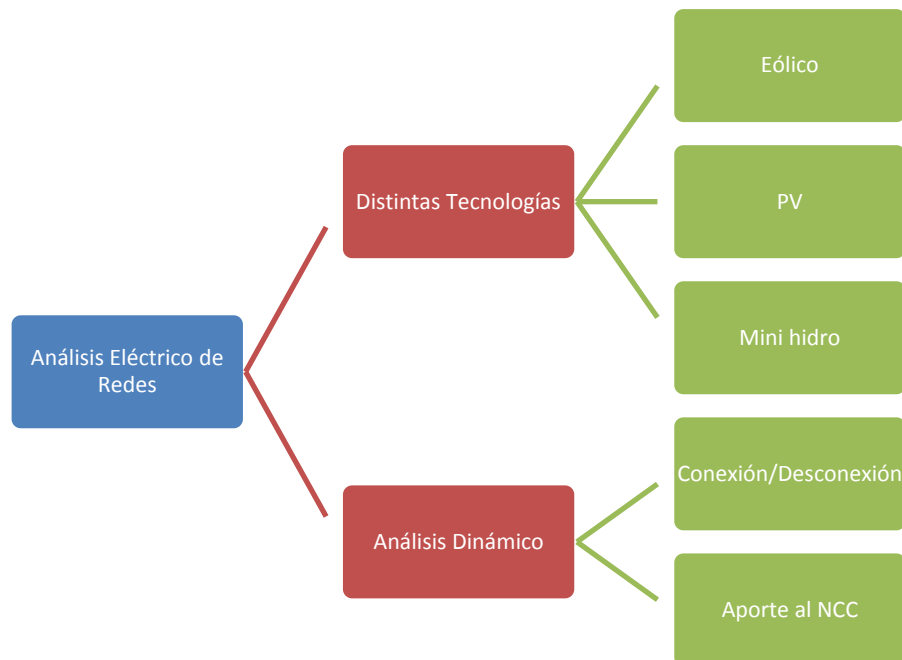 Análisis Eléctrico de
Redes
Distintas Tecnologías
Eólico
PV
Mini hidro
Análisis Dinámico
Conexión/Desconexión
Aporte al NCC